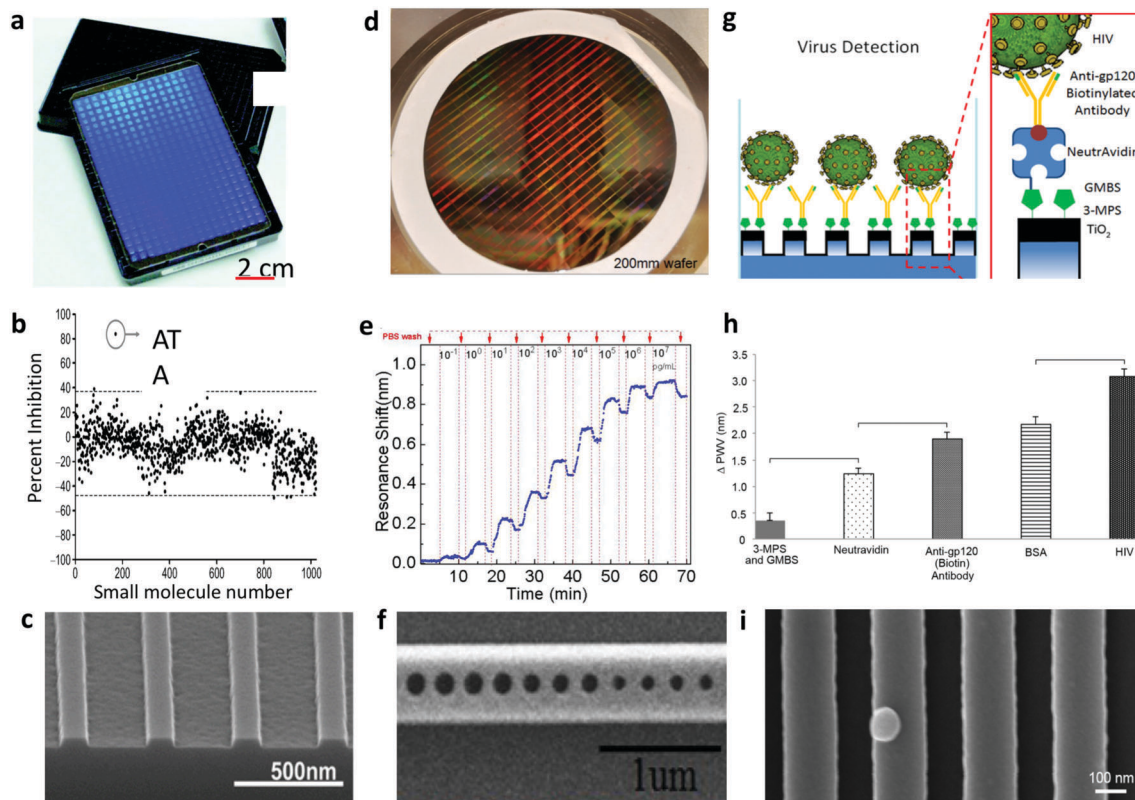 a
2 cm
b
Percent Inhibition
100
80
60
40
20
0
−20
−40
−60
−80
−100
AT
A
0
200
400
600
800
1000
Small molecule number
c
500nm
d
200mm wafer
e
PBS wash
10⁻¹ 10⁰ 10¹ 10² 10³ 10⁴ 10⁵ 10⁶ 10⁷
pg/mL
Resonance Shift(nm)
1.0
0.8
0.6
0.4
0.2
0.0
10 20 30 40 50 60 70
Time (min)
f
1um
g
Virus Detection
HIV
Anti-gp120
Biotinylated
Antibody
NeutrAvidin
GMBS
3-MPS
TiO₂
h
Δ PWV (nm)
3.5
3.0
2.5
2.0
1.5
1.0
0.5
0
3-MPS
and GMBS
Neutravidin
Anti-gp120
(Biotin)
Antibody
BSA
HIV
i
100 nm